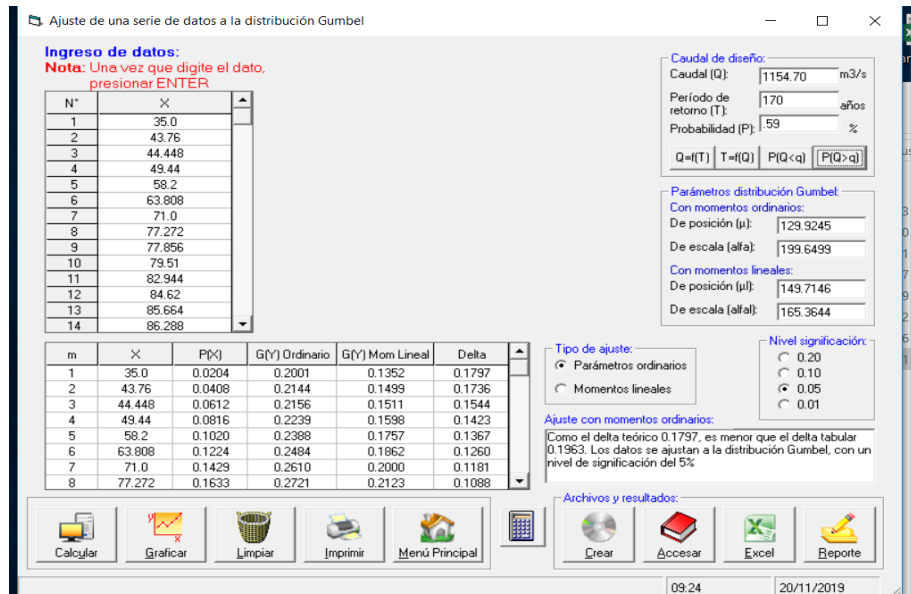 Ajuste de una serie de datos a la distribución Gumbel
Ingreso de datos:
Nota: Una vez que digite el dato,
presionar ENTER
N° X
1 35.0
2 43.76
3 44.448
4 49.44
5 58.2
6 63.808
7 71.0
8 77.272
9 77.856
10 79.51
11 82.944
12 84.62
13 85.664
14 86.288
Caudal de diseño:
Caudal (Q): 1154.70 m3/s
Período de
retorno (T): 170 años
Probabilidad (P): .59 %
Q=f(T) T=f(Q) P(Q<q) P(Q>q)
Parámetros distribución Gumbel:
Con momentos ordinarios:
De posición (µ): 129.9245
De escala (alfa): 199.6499
Con momentos lineales:
De posición (µl): 149.7146
De escala (alfal): 165.3644
m X P(X) G(Y) Ordinario G(Y) Mom Lineal Delta
1 35.0 0.0204 0.2001 0.1352 0.1797
2 43.76 0.0408 0.2144 0.1499 0.1736
3 44.448 0.0612 0.2156 0.1511 0.1544
4 49.44 0.0816 0.2239 0.1598 0.1423
5 58.2 0.1020 0.2388 0.1757 0.1367
6 63.808 0.1224 0.2484 0.1862 0.1260
7 71.0 0.1429 0.2610 0.2000 0.1181
8 77.272 0.1633 0.2721 0.2123 0.1088
Tipo de ajuste:
Parámetros ordinarios
Momentos lineales
Nivel significación:
0.20
0.10
0.05
0.01
Ajuste con momentos ordinarios:
Como el delta teórico 0.1797, es menor que el delta tabular
0.1963. Los datos se ajustan a la distribución Gumbel, con un
nivel de significación del 5%
Calcular Graficar Limpiar Imprimir Menú Principal
Archivos y resultados:
Crear Accesar Excel Reporte
09:24 20/11/2019